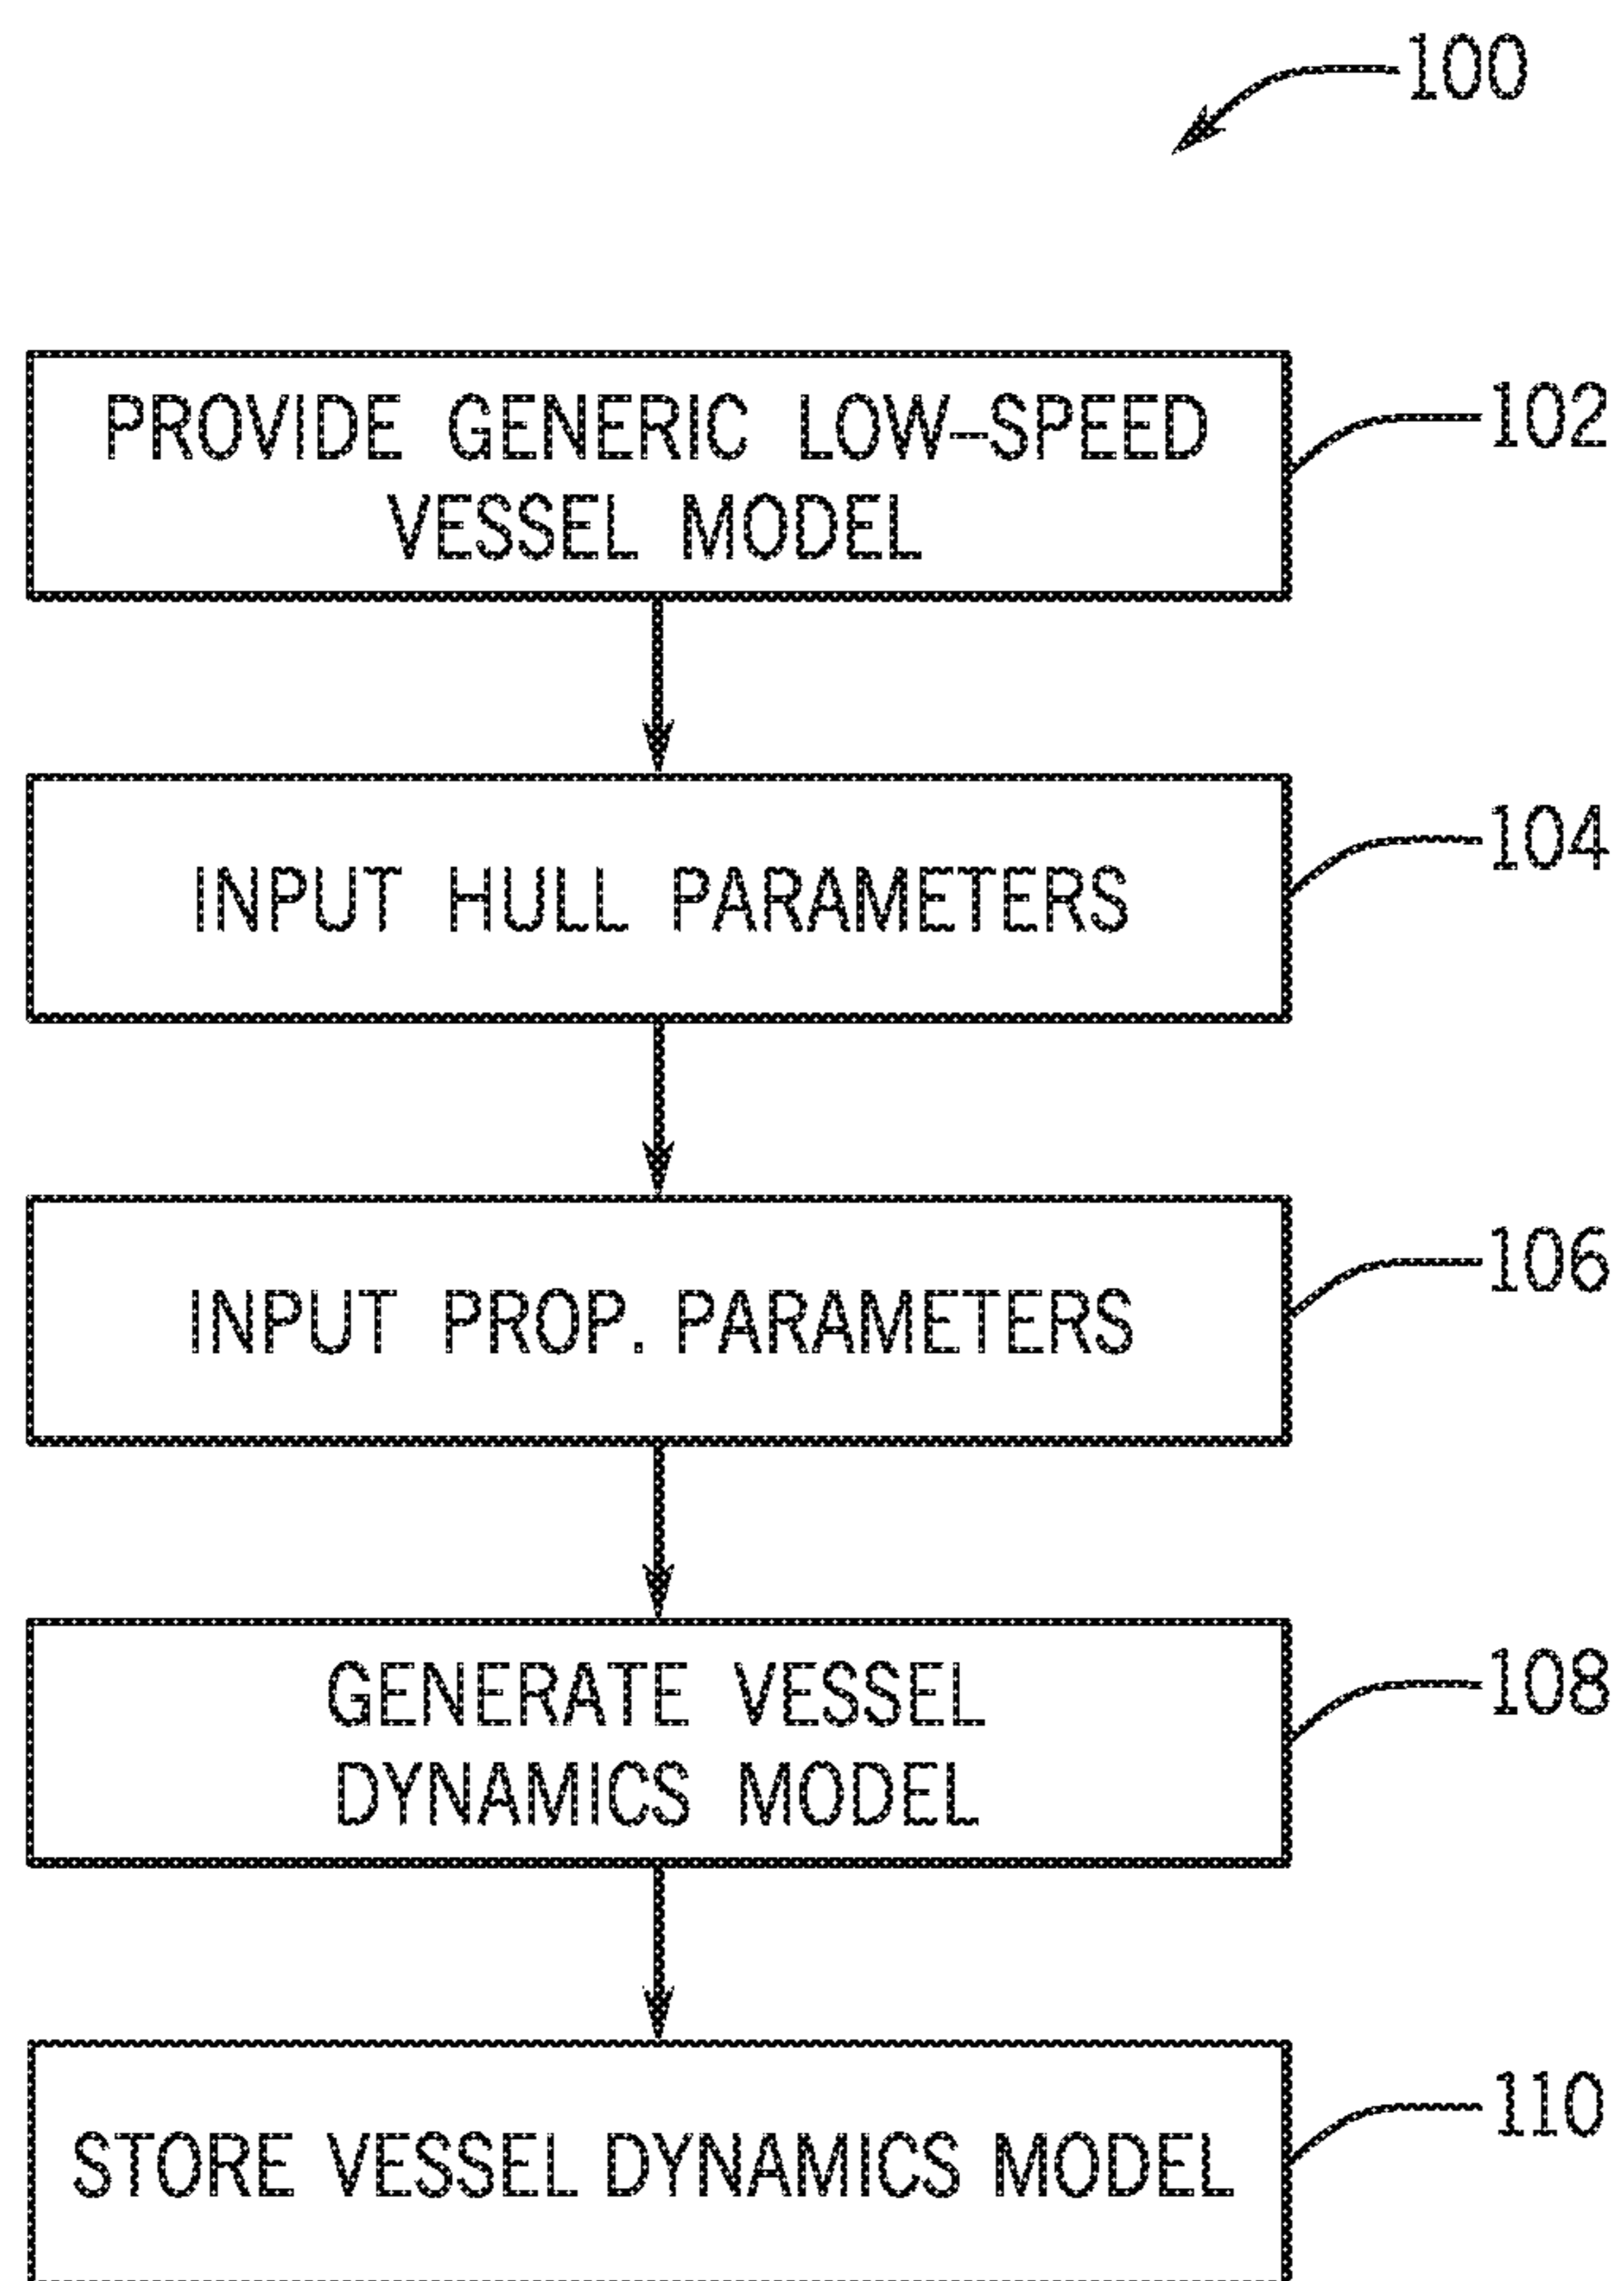 100
PROVIDE GENERIC LOW-SPEED
VESSEL MODEL
102
INPUT HULL PARAMETERS
104
INPUT PROP. PARAMETERS
106
GENERATE VESSEL
DYNAMICS MODEL
108
STORE VESSEL DYNAMICS MODEL
110